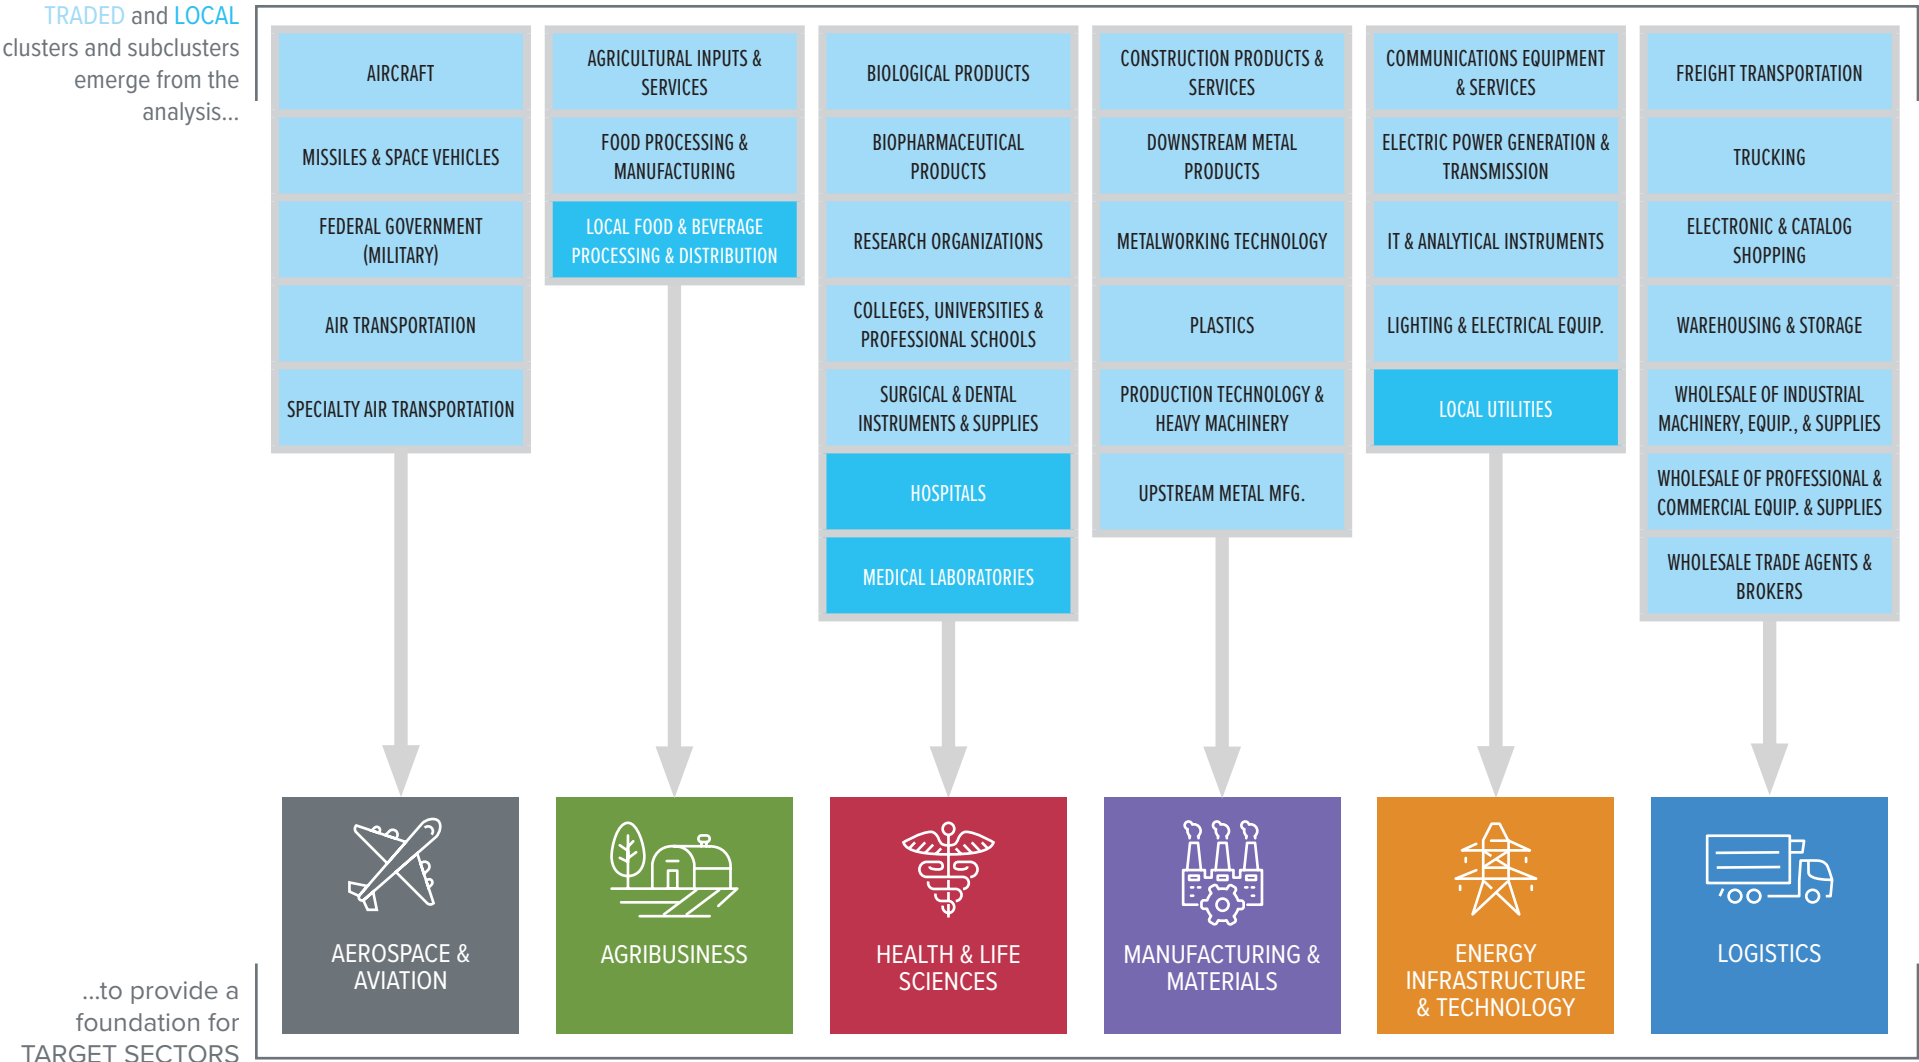 TRADED and LOCAL
clusters and subclusters
emerge from the
analysis...
AIRCRAFT
MISSILES & SPACE VEHICLES
FEDERAL GOVERNMENT
(MILITARY)
AIR TRANSPORTATION
SPECIALTY AIR TRANSPORTATION
AGRICULTURAL INPUTS &
SERVICES
FOOD PROCESSING &
MANUFACTURING
LOCAL FOOD & BEVERAGE
PROCESSING & DISTRIBUTION
BIOLOGICAL PRODUCTS
BIOPHARMACEUTICAL
PRODUCTS
RESEARCH ORGANIZATIONS
COLLEGES, UNIVERSITIES &
PROFESSIONAL SCHOOLS
SURGICAL & DENTAL
INSTRUMENTS & SUPPLIES
HOSPITALS
MEDICAL LABORATORIES
CONSTRUCTION PRODUCTS &
SERVICES
DOWNSTREAM METAL
PRODUCTS
METALWORKING TECHNOLOGY
PLASTICS
PRODUCTION TECHNOLOGY &
HEAVY MACHINERY
UPSTREAM METAL MFG.
COMMUNICATIONS EQUIPMENT
& SERVICES
ELECTRIC POWER GENERATION &
TRANSMISSION
IT & ANALYTICAL INSTRUMENTS
LIGHTING & ELECTRICAL EQUIP.
LOCAL UTILITIES
FREIGHT TRANSPORTATION
TRUCKING
ELECTRONIC & CATALOG
SHOPPING
WAREHOUSING & STORAGE
WHOLESALE OF INDUSTRIAL
MACHINERY, EQUIP., & SUPPLIES
WHOLESALE OF PROFESSIONAL &
COMMERCIAL EQUIP. & SUPPLIES
WHOLESALE TRADE AGENTS &
BROKERS
AEROSPACE &
AVIATION
AGRIBUSINESS
HEALTH & LIFE
SCIENCES
MANUFACTURING &
MATERIALS
ENERGY
INFRASTRUCTURE
& TECHNOLOGY
LOGISTICS
...to provide a
foundation for
TARGET SECTORS